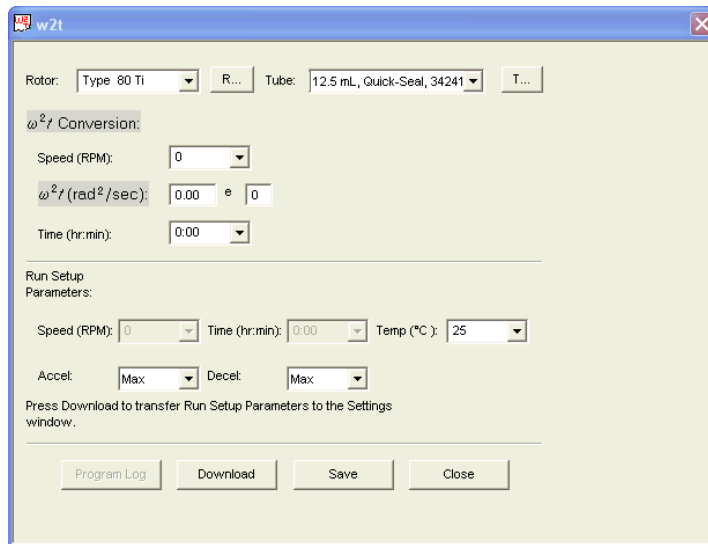 w2t
Rotor: Type 80 Ti R... Tube: 12.5 mL, Quick-Seal, 34241 T...
ω²t Conversion:
Speed (RPM): 0
ω²t (rad²/sec): 0.00 e 0
Time (hr:min): 0:00
Run Setup
Parameters:
Speed (RPM): 0 Time (hr:min): 0:00 Temp (°C ): 25
Accel: Max Decel: Max
Press Download to transfer Run Setup Parameters to the Settings
window.
Program Log Download Save Close